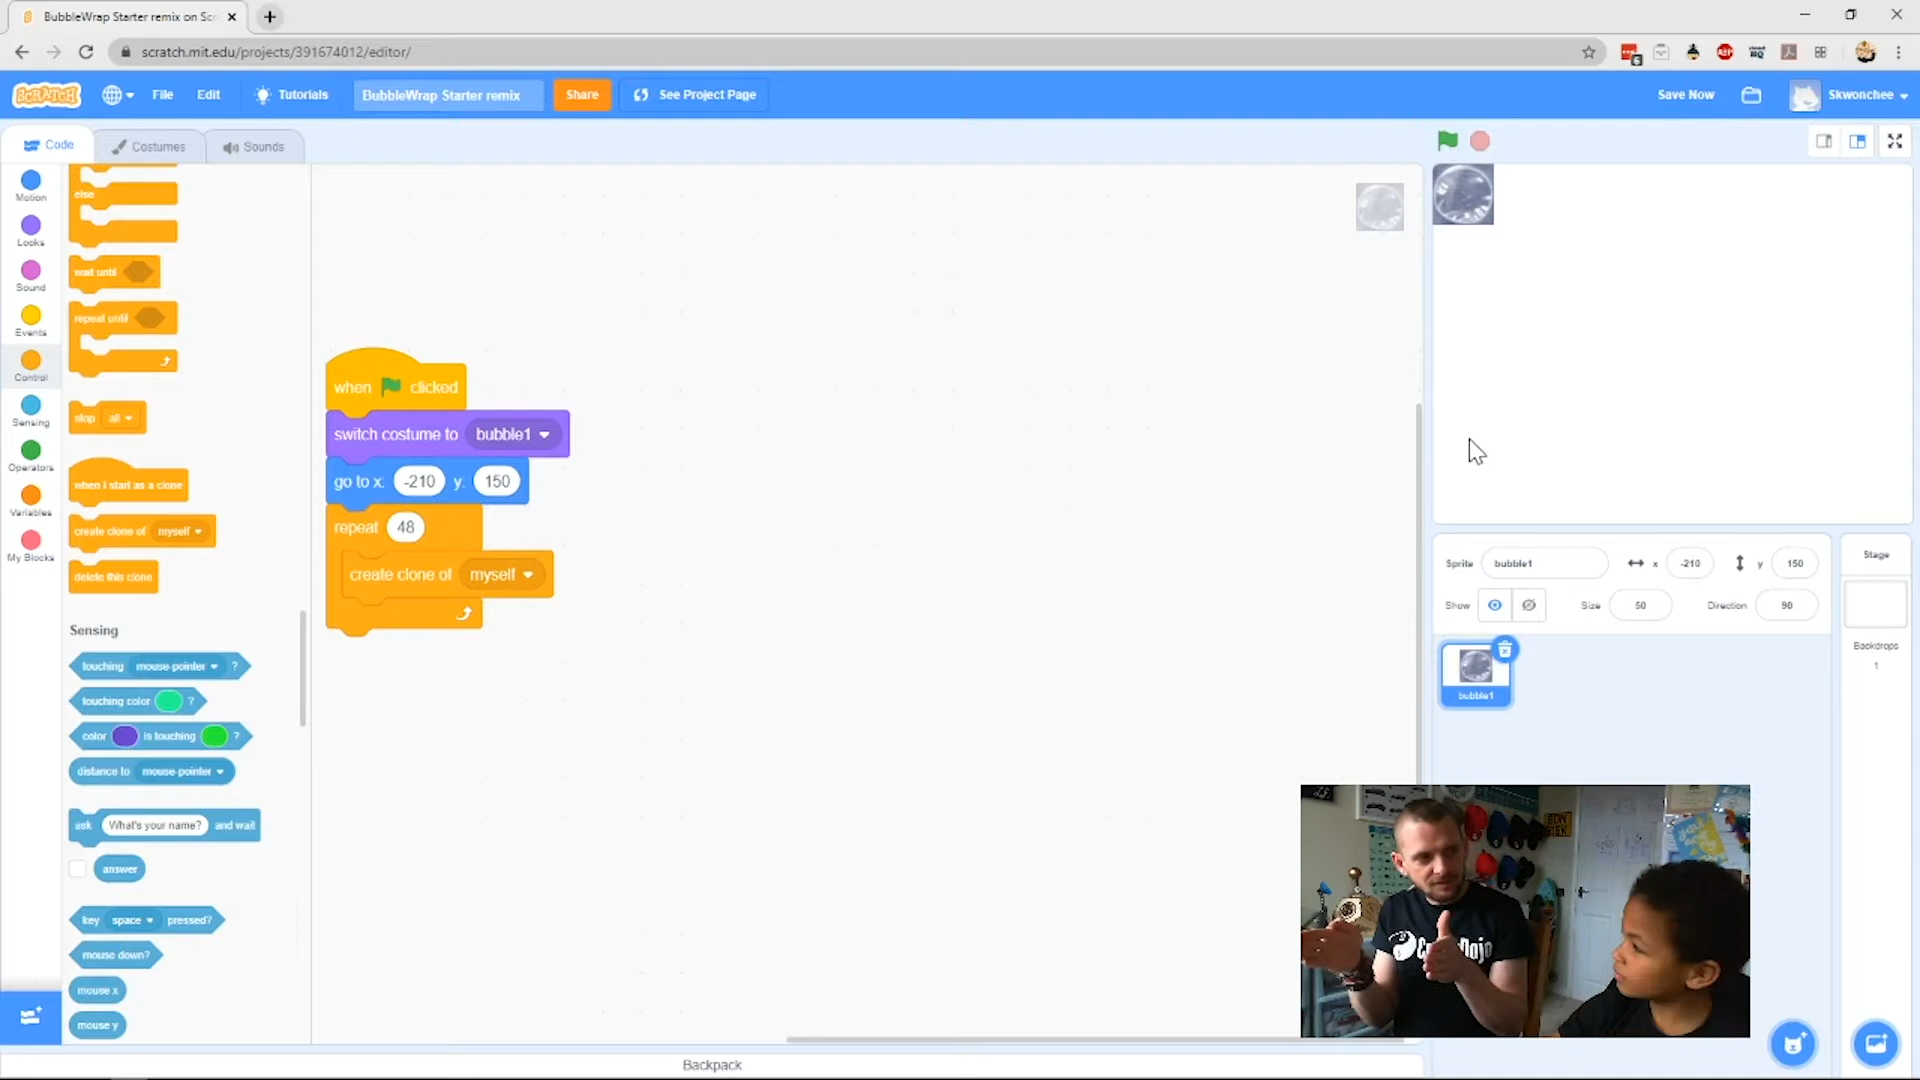 BubbleWrap Starter remix on Scr
scratch.mit.edu/projects/391674012/editor/
SCRATCH
File
Edit
Tutorials
BubbleWrap Starter remix
Share
See Project Page
Save Now
Skwonchee
Code
Costumes
Sounds
Motion
Looks
Sound
Events
Control
Sensing
Operators
Variables
My Blocks
else
wait until
repeat until
stop all
when I start as a clone
create clone of myself
delete this clone
Sensing
touching mouse-pointer ?
touching color ?
color is touching ?
distance to mouse-pointer
ask What's your name? and wait
answer
key space pressed?
mouse down?
mouse x
mouse y
when clicked
switch costume to bubble1
go to x: -210 y: 150
repeat 48
create clone of myself
Sprite bubble1 x -210 y 150
Show Size 50 Direction 90
bubble1
Stage
Backdrops
1
Dojo
Backpack